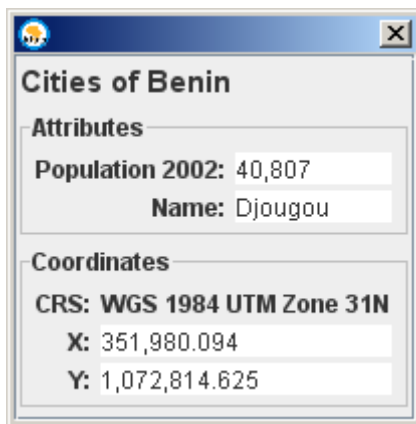 Cities of Benin
Attributes
Population 2002: 40,807
Name: Djougou
Coordinates
CRS: WGS 1984 UTM Zone 31N
X: 351,980.094
Y: 1,072,814.625